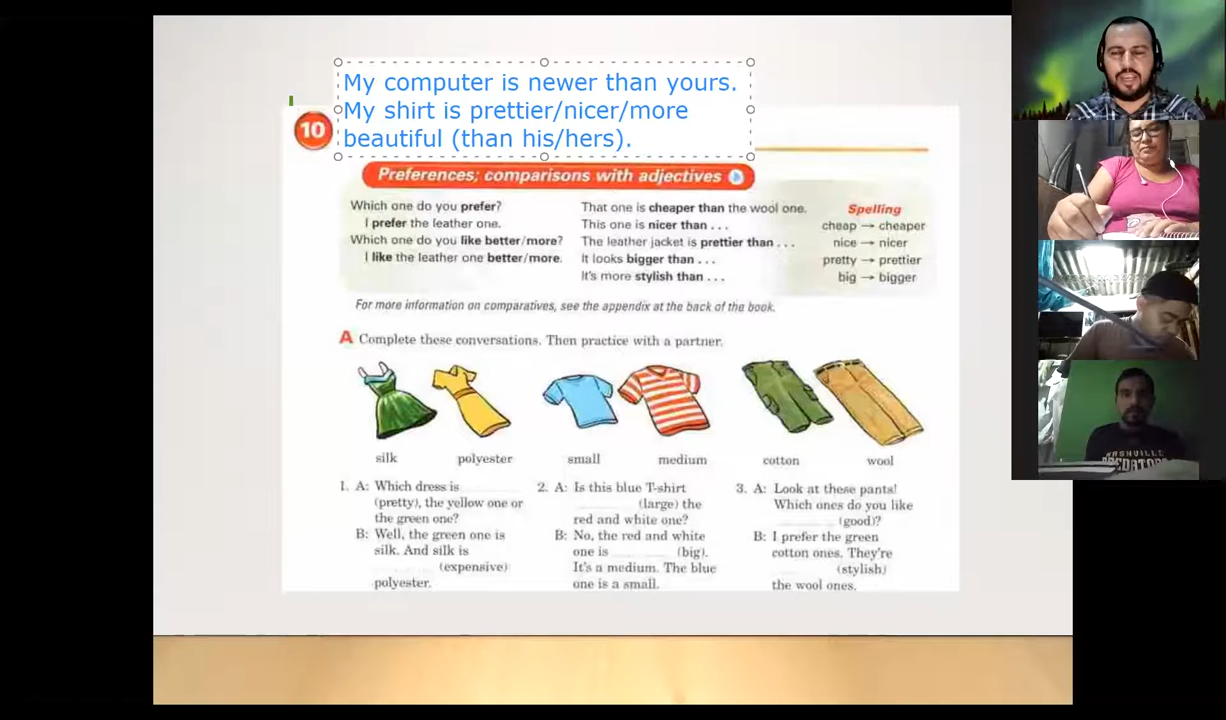 My computer is newer than yours.
My shirt is prettier/nicer/more
beautiful (than his/hers).
10
Preferences; comparisons with adjectives
Which one do you prefer?
I prefer the leather one.
Which one do you like better/more?
I like the leather one better/more.
That one is cheaper than the wool one.
This one is nicer than . . .
The leather jacket is prettier than . . .
It looks bigger than . . .
It's more stylish than . . .
Spelling
cheap → cheaper
nice → nicer
pretty → prettier
big → bigger
For more information on comparatives, see the appendix at the back of the book.
A Complete these conversations. Then practice with a partner.
silk
polyester
small
medium
cotton
wool
1. A: Which dress is
(pretty), the yellow one or
the green one?
B: Well, the green one is
silk. And silk is
(expensive)
polyester.
2. A: Is this blue T-shirt
(large) the
red and white one?
B: No, the red and white
one is (big).
It's a medium. The blue
one is a small.
3. A: Look at these pants!
Which ones do you like
(good)?
B: I prefer the green
cotton ones. They're
(stylish)
the wool ones.
NASHVILLE
PREDATORS